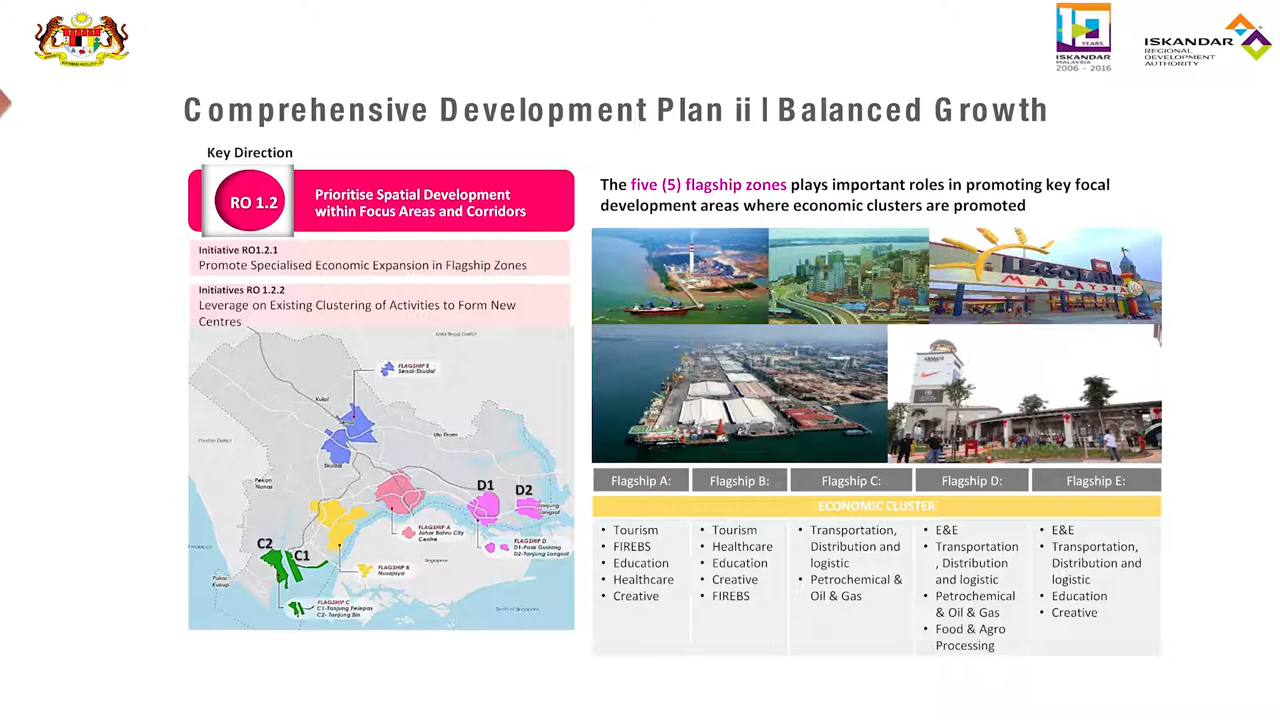 10 YEARS
ISKANDAR
MALAYSIA
2006 - 2016
ISKANDAR
REGIONAL
DEVELOPMENT
AUTHORITY
Comprehensive Development Plan ii | Balanced Growth
Key Direction
RO 1.2
Prioritise Spatial Development
within Focus Areas and Corridors
Initiative RO1.2.1
Promote Specialised Economic Expansion in Flagship Zones
Initiatives RO 1.2.2
Leverage on Existing Clustering of Activities to Form New
Centres
FLAGSHIP E
Senai-Skudai
Kulai
Skudai
Pekan
Nanas
D1
D2
Tanjung
Langsat
FLAGSHIP A
Johor Bahru City
Centre
FLAGSHIP D
D1-Pasir Gudang
D2-Tanjung Langsat
C2
C1
Singapore
FLAGSHIP B
Nusajaya
Pulau
Kukup
FLAGSHIP C
C1-Tanjung Pelepas
C2- Tanjung Bin
The five (5) flagship zones plays important roles in promoting key focal
development areas where economic clusters are promoted
LEGOLAND
MALAYSIA
Flagship A:
Flagship B:
Flagship C:
Flagship D:
Flagship E:
ECONOMIC CLUSTER
• Tourism
• FIREBS
• Education
• Healthcare
• Creative
• Tourism
• Healthcare
• Education
• Creative
• FIREBS
• Transportation,
Distribution and
logistic
• Petrochemical &
Oil & Gas
• E&E
• Transportation
, Distribution
and logistic
• Petrochemical
& Oil & Gas
• Food & Agro
Processing
• E&E
• Transportation,
Distribution and
logistic
• Education
• Creative